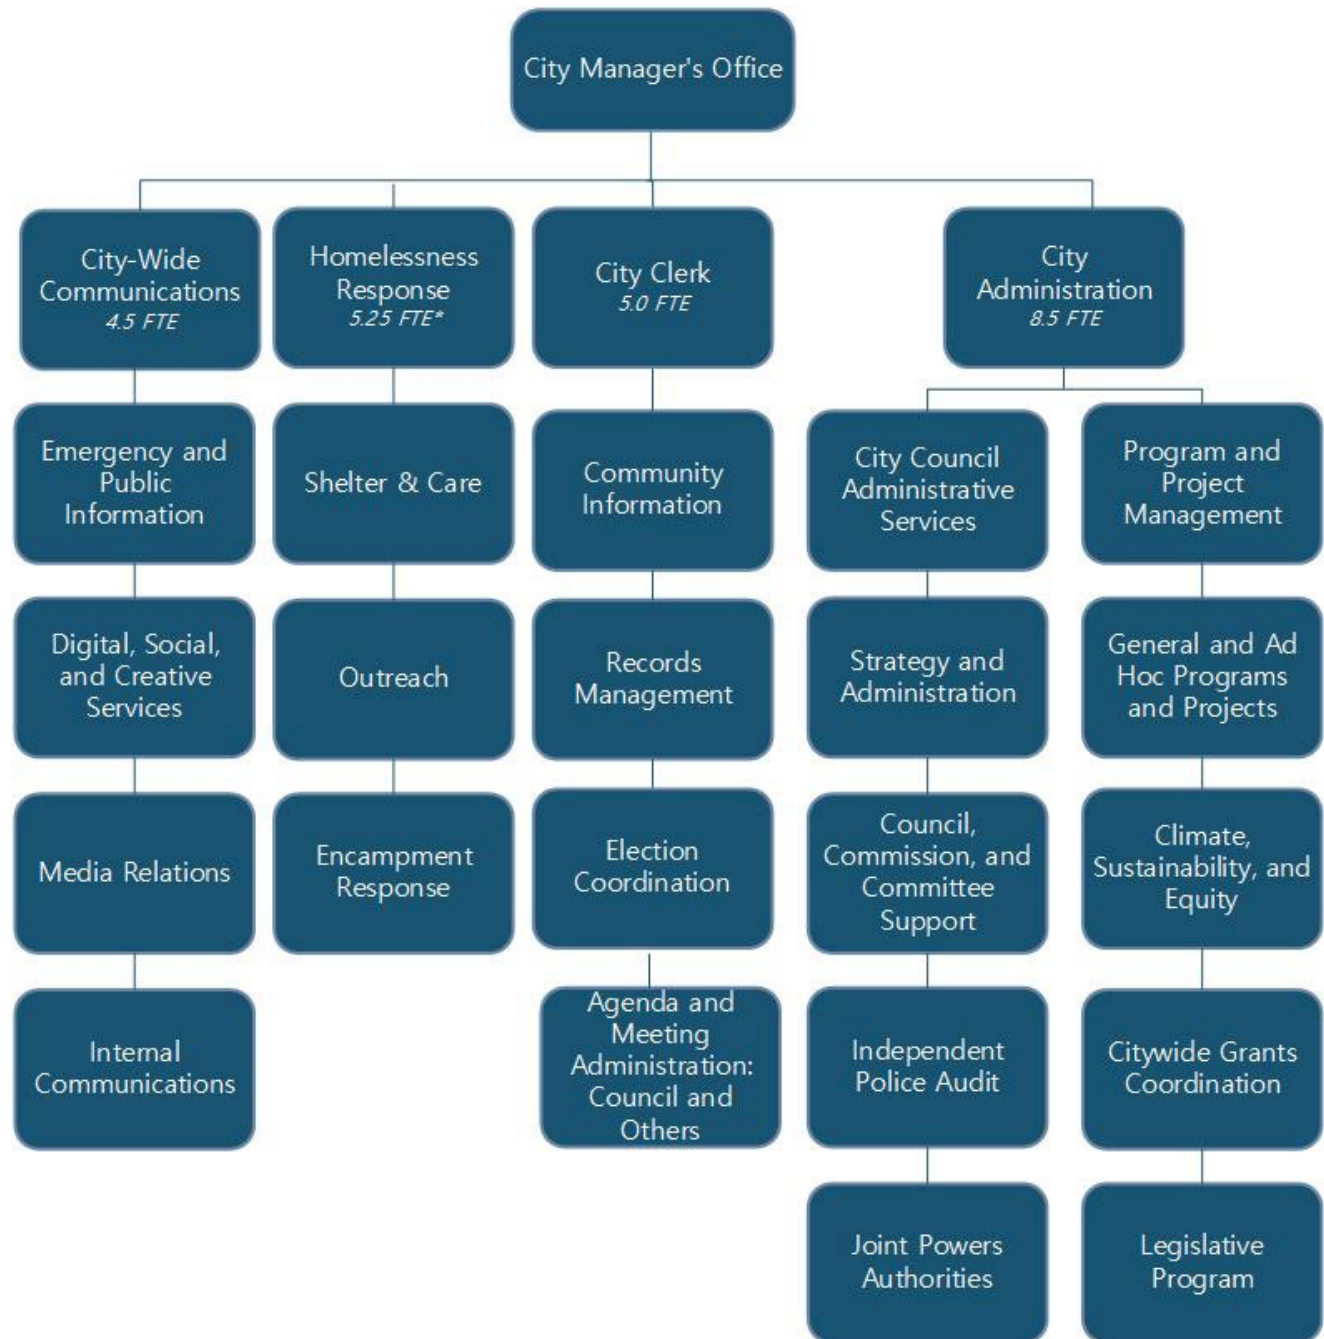 City Manager's Office
City-Wide
Communications
4.5 FTE
Homelessness
Response
5.25 FTE*
City Clerk
5.0 FTE
City
Administration
8.5 FTE
Emergency and
Public
Information
Shelter & Care
Community
Information
City Council
Administrative
Services
Program and
Project
Management
Digital, Social,
and Creative
Services
Outreach
Records
Management
Strategy and
Administration
General and Ad
Hoc Programs
and Projects
Media Relations
Encampment
Response
Election
Coordination
Council,
Commission, and
Committee
Support
Climate,
Sustainability, and
Equity
Internal
Communications
Agenda and
Meeting
Administration:
Council and
Others
Independent
Police Audit
Citywide Grants
Coordination
Joint Powers
Authorities
Legislative
Program